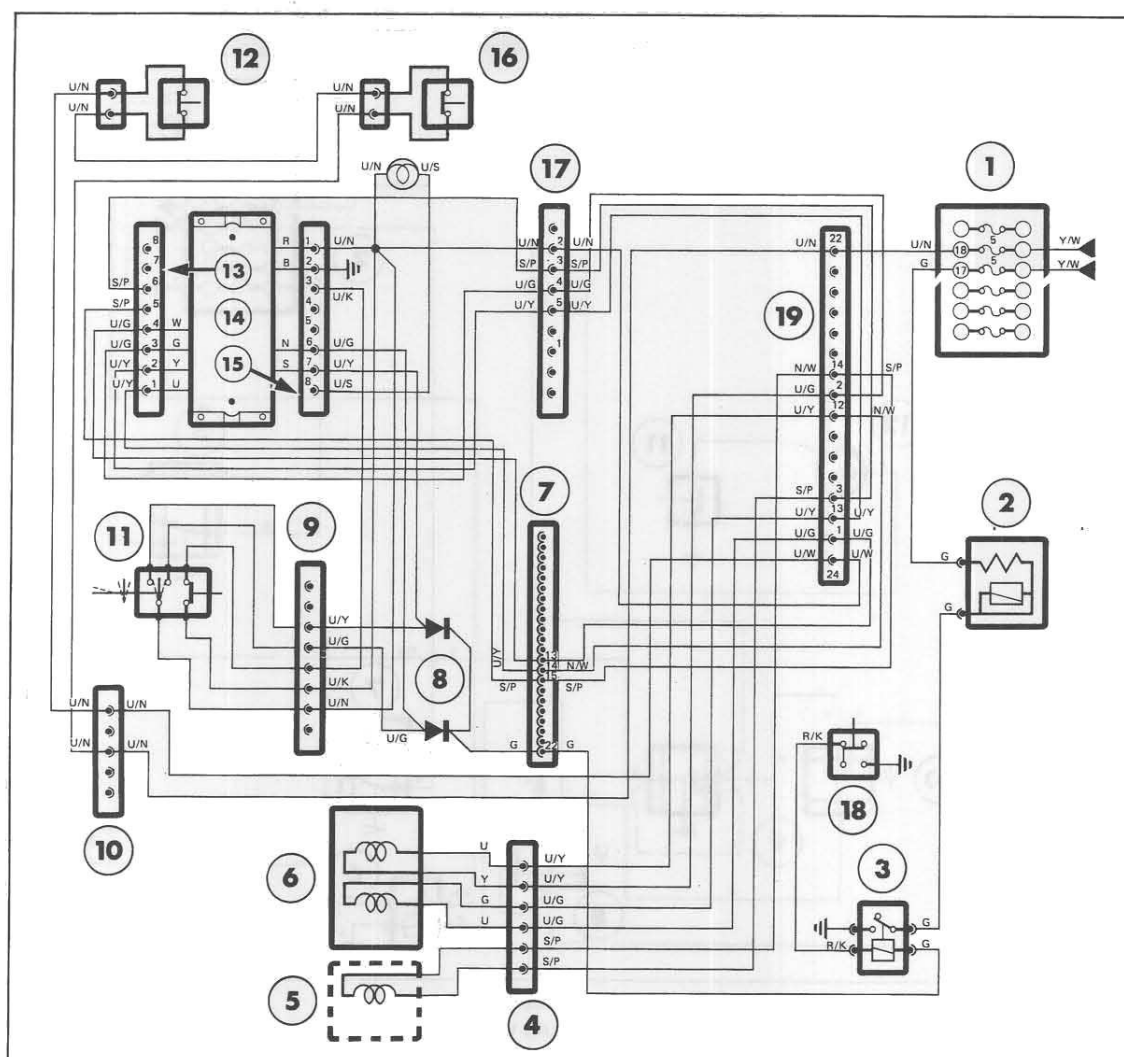 12
16
U/N
U/N
U/N
U/N
17
1
U/N U/S
13
14
15
8
7
6
5
4
3
2
1
S/P
S/P
U/G
U/G
U/Y
U/Y
W
G
Y
U
R
B
N
S
1
2
3
4
5
6
7
8
U/N
U/K
U/G
U/Y
U/S
U/N 2 U/N
S/P 3 S/P
U/G 4 U/G
U/Y 5 U/Y
1
19
22
U/N
14
N/W S/P
2
U/G
12
U/Y N/W
3
S/P
13
U/Y U/Y
1
U/G U/G
U/W U/W
24
5
U/N 18 Y/W
5
G 17 Y/W
2
G
G
11
9
U/Y
U/G
U/K
U/N
8
U/G
7
U/Y
13
14 N/W
15
S/P S/P
G 22 G
10
U/N U/N
U/N U/N
R/K
18
3
G
R/K G
6
U U/Y
Y U/Y
G U/G
U U/G
S/P
S/P
5
4